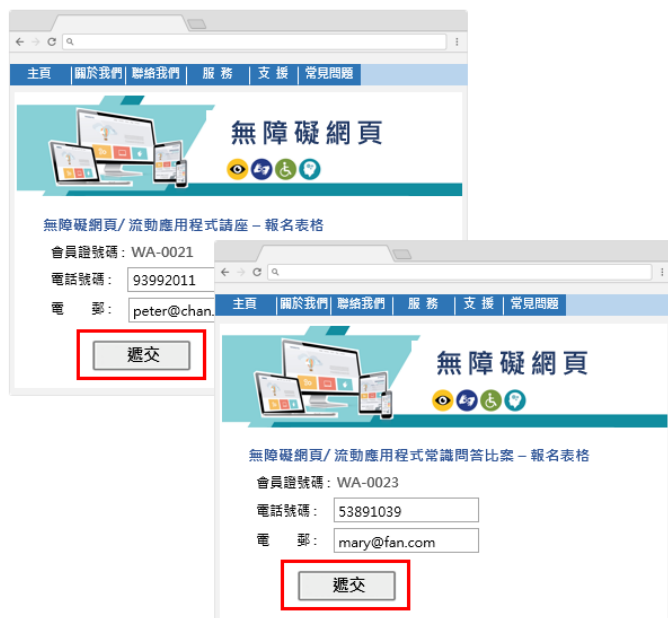 主頁 關於我們 聯絡我們 服務 支援 常見問題
無障礙網頁
無障礙網頁/ 流動應用程式講座 – 報名表格
會員證號碼: WA-0021
電話號碼: 93992011
電 郵: peter@chan.
遞交
主頁 關於我們 聯絡我們 服務 支援 常見問題
無障礙網頁
無障礙網頁/ 流動應用程式常識問答比案 – 報名表格
會員證號碼: WA-0023
電話號碼: 53891039
電 郵: mary@fan.com
遞交